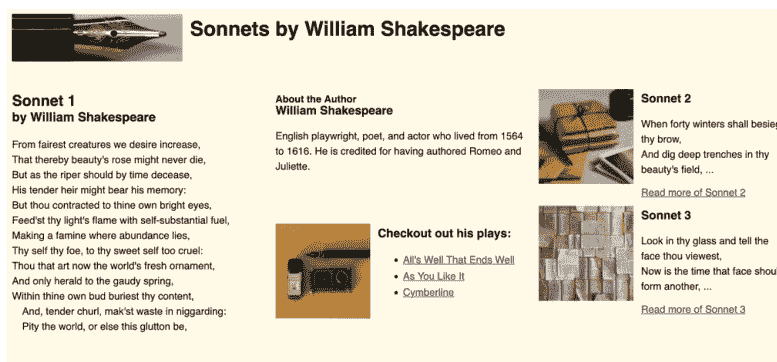 Sonnets by William Shakespeare
Sonnet 1
by William Shakespeare
From fairest creatures we desire increase,
That thereby beauty's rose might never die,
But as the riper should by time decease,
His tender heir might bear his memory:
But thou contracted to thine own bright eyes,
Feed'st thy light's flame with self-substantial fuel,
Making a famine where abundance lies,
Thy self thy foe, to thy sweet self too cruel:
Thou that art now the world's fresh ornament,
And only herald to the gaudy spring,
Within thine own bud buriest thy content,
And, tender churl, mak'st waste in niggarding:
Pity the world, or else this glutton be,
About the Author
William Shakespeare
English playwright, poet, and actor who lived from 1564
to 1616. He is credited for having authored Romeo and
Juliette.
Checkout out his plays:
All's Well That Ends Well
As You Like It
Cymberline
Sonnet 2
When forty winters shall besieg
thy brow,
And dig deep trenches in thy
beauty's field, ...
Read more of Sonnet 2
Sonnet 3
Look in thy glass and tell the
face thou viewest,
Now is the time that face shou
form another, ...
Read more of Sonnet 3